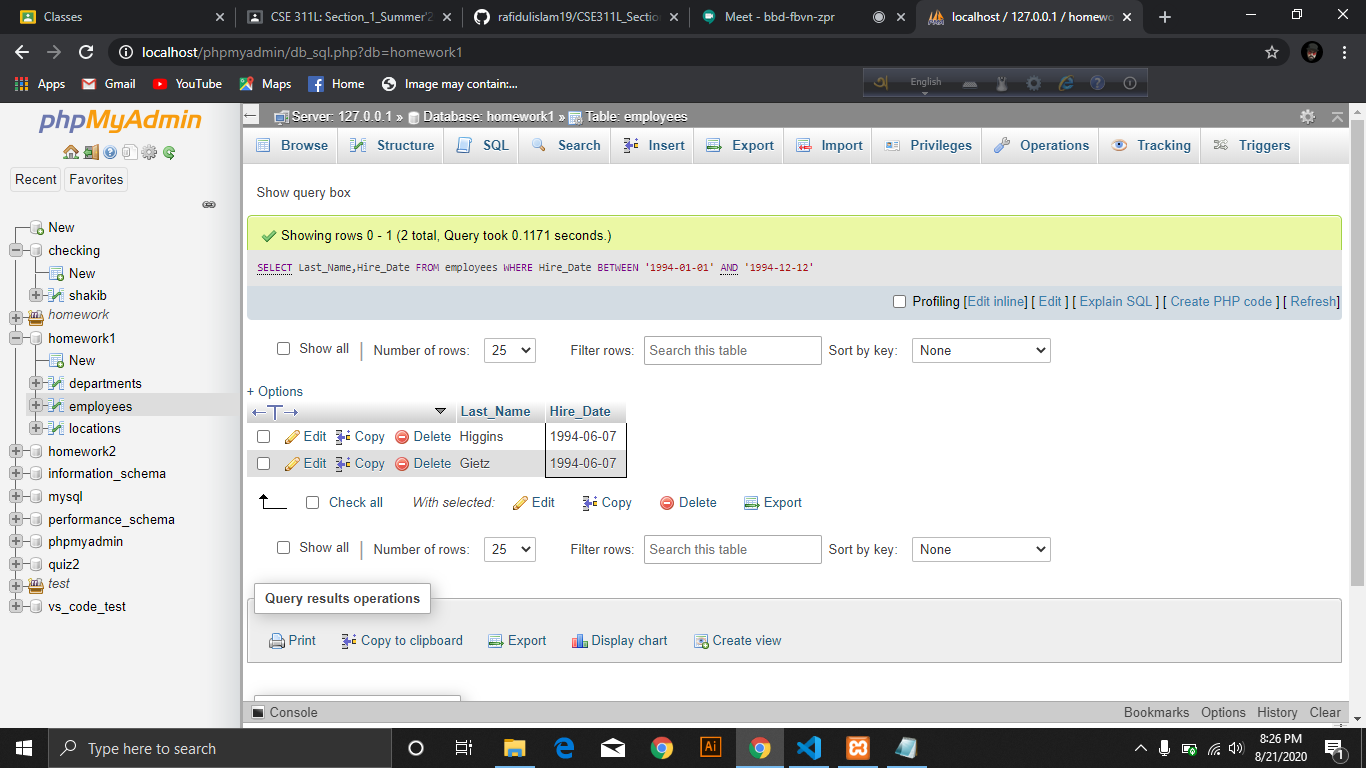 Classes
CSE 311L: Section_1_Summer'2
rafidulislam19/CSE311L_Sectio
Meet - bbd-fbvn-zpr
localhost / 127.0.0.1 / homewo
localhost/phpmyadmin/db_sql.php?db=homework1
Apps Gmail YouTube Maps Home Image may contain:...
English
phpMyAdmin
Recent Favorites
New
checking
New
shakib
homework
homework1
New
departments
employees
locations
homework2
information_schema
mysql
performance_schema
phpmyadmin
quiz2
test
vs_code_test
Server: 127.0.0.1 » Database: homework1 » Table: employees
Browse Structure SQL Search Insert Export Import Privileges Operations Tracking Triggers
Show query box
Showing rows 0 - 1 (2 total, Query took 0.1171 seconds.)
SELECT Last_Name,Hire_Date FROM employees WHERE Hire_Date BETWEEN '1994-01-01' AND '1994-12-12'
Profiling [Edit inline] [ Edit ] [ Explain SQL ] [ Create PHP code ] [ Refresh]
Show all | Number of rows: 25 Filter rows: Search this table Sort by key: None
+ Options
←T→ Last_Name Hire_Date
Edit Copy Delete Higgins 1994-06-07
Edit Copy Delete Gietz 1994-06-07
Check all With selected: Edit Copy Delete Export
Show all | Number of rows: 25 Filter rows: Search this table Sort by key: None
Query results operations
Print Copy to clipboard Export Display chart Create view
Console Bookmarks Options History Clear
Type here to search
Ai
8:26 PM
8/21/2020
1